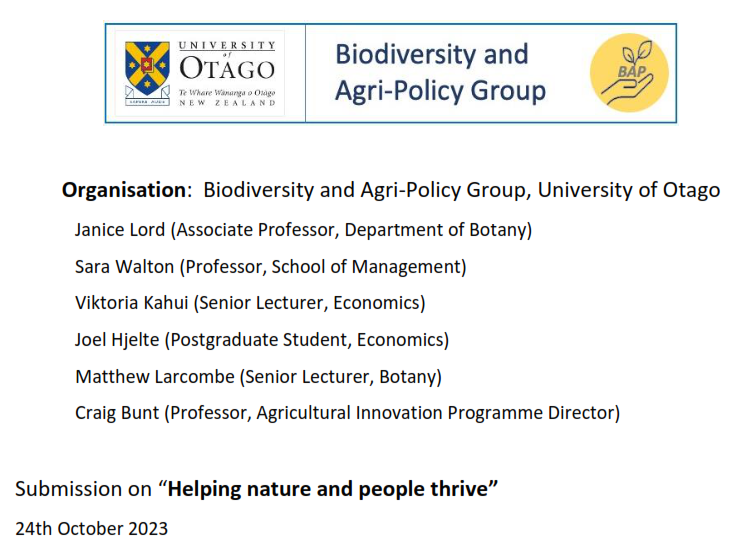 UNIVERSITY
of
OTAGO
Te Whare Wānanga o Otāgo
NEW ZEALAND
SAPERE AUDE
Biodiversity and
Agri-Policy Group
BAP
Organisation: Biodiversity and Agri-Policy Group, University of Otago
Janice Lord (Associate Professor, Department of Botany)
Sara Walton (Professor, School of Management)
Viktoria Kahui (Senior Lecturer, Economics)
Joel Hjelte (Postgraduate Student, Economics)
Matthew Larcombe (Senior Lecturer, Botany)
Craig Bunt (Professor, Agricultural Innovation Programme Director)
Submission on “Helping nature and people thrive”
24th October 2023